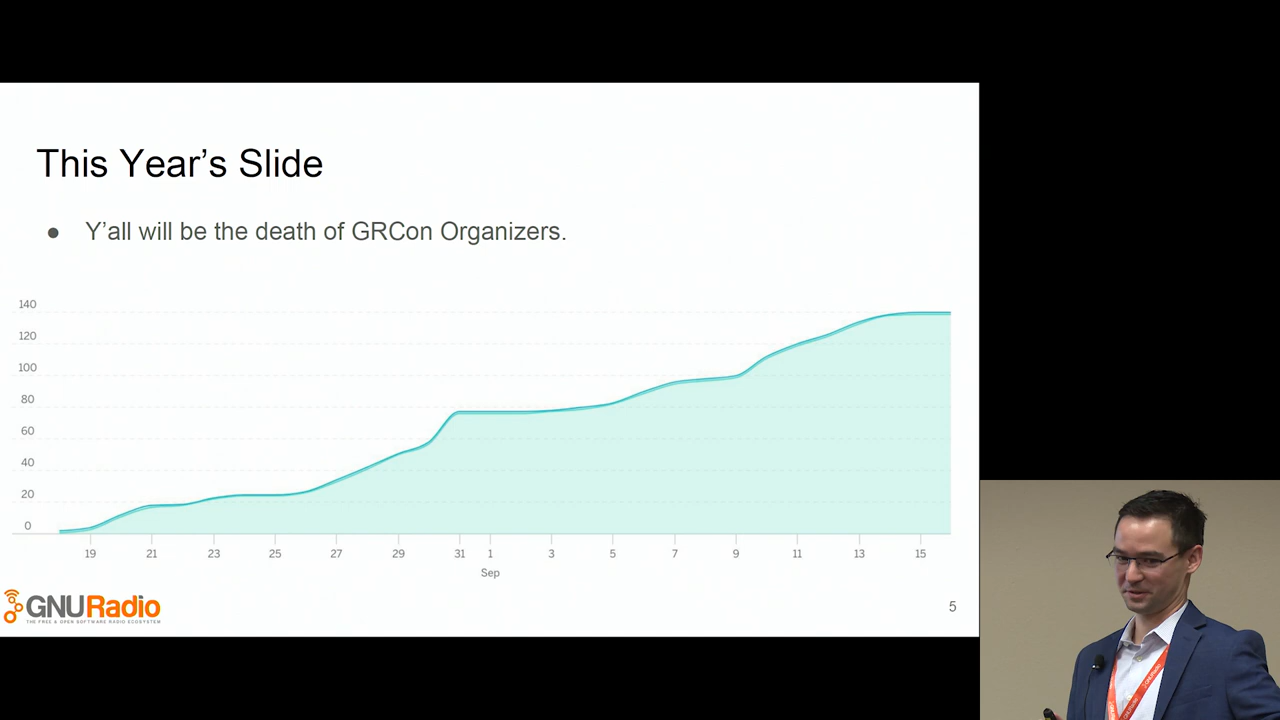 This Year's Slide
● Y'all will be the death of GRCon Organizers.
140
120
100
80
60
40
20
0
19 21 23 25 27 29 31 1 3 5 7 9 11 13 15
Sep
GNURadio
THE FREE & OPEN SOFTWARE RADIO ECOSYSTEM
5